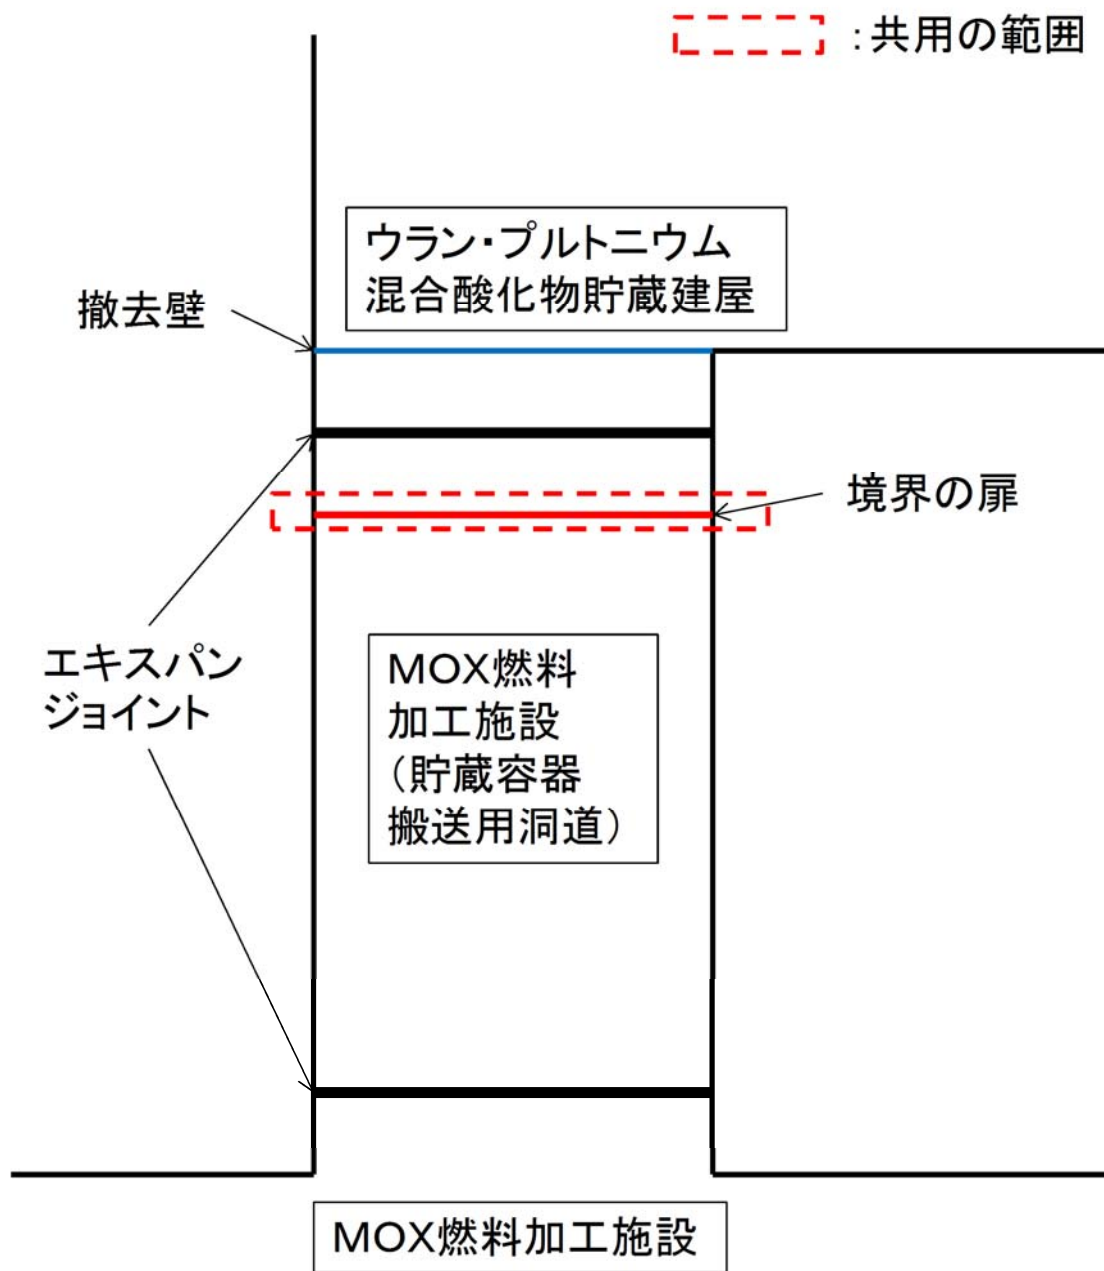 ：共用の範囲
ウラン・プルトニウム
混合酸化物貯蔵建屋
撤去壁
境界の扉
エキスパン
ジョイント
MOX燃料
加工施設
（貯蔵容器
搬送用洞道）
MOX燃料加工施設